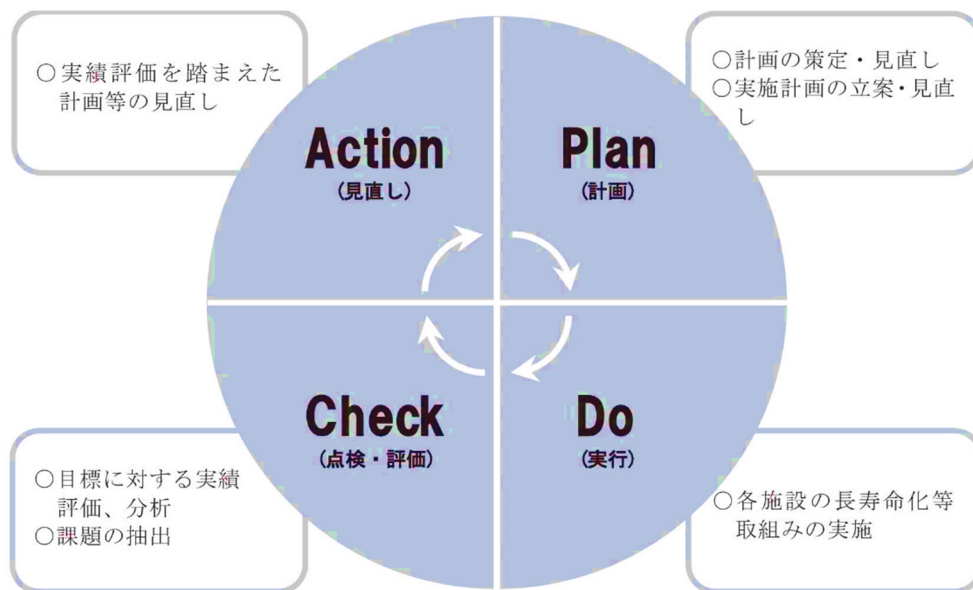 ○実績評価を踏まえた
計画等の見直し
Action
(見直し)
Plan
(計画)
○計画の策定・見直し
○実施計画の立案・見直
し
○目標に対する実績
評価、分析
○課題の抽出
Check
(点検・評価)
Do
(実行)
○各施設の長寿命化等
取組みの実施